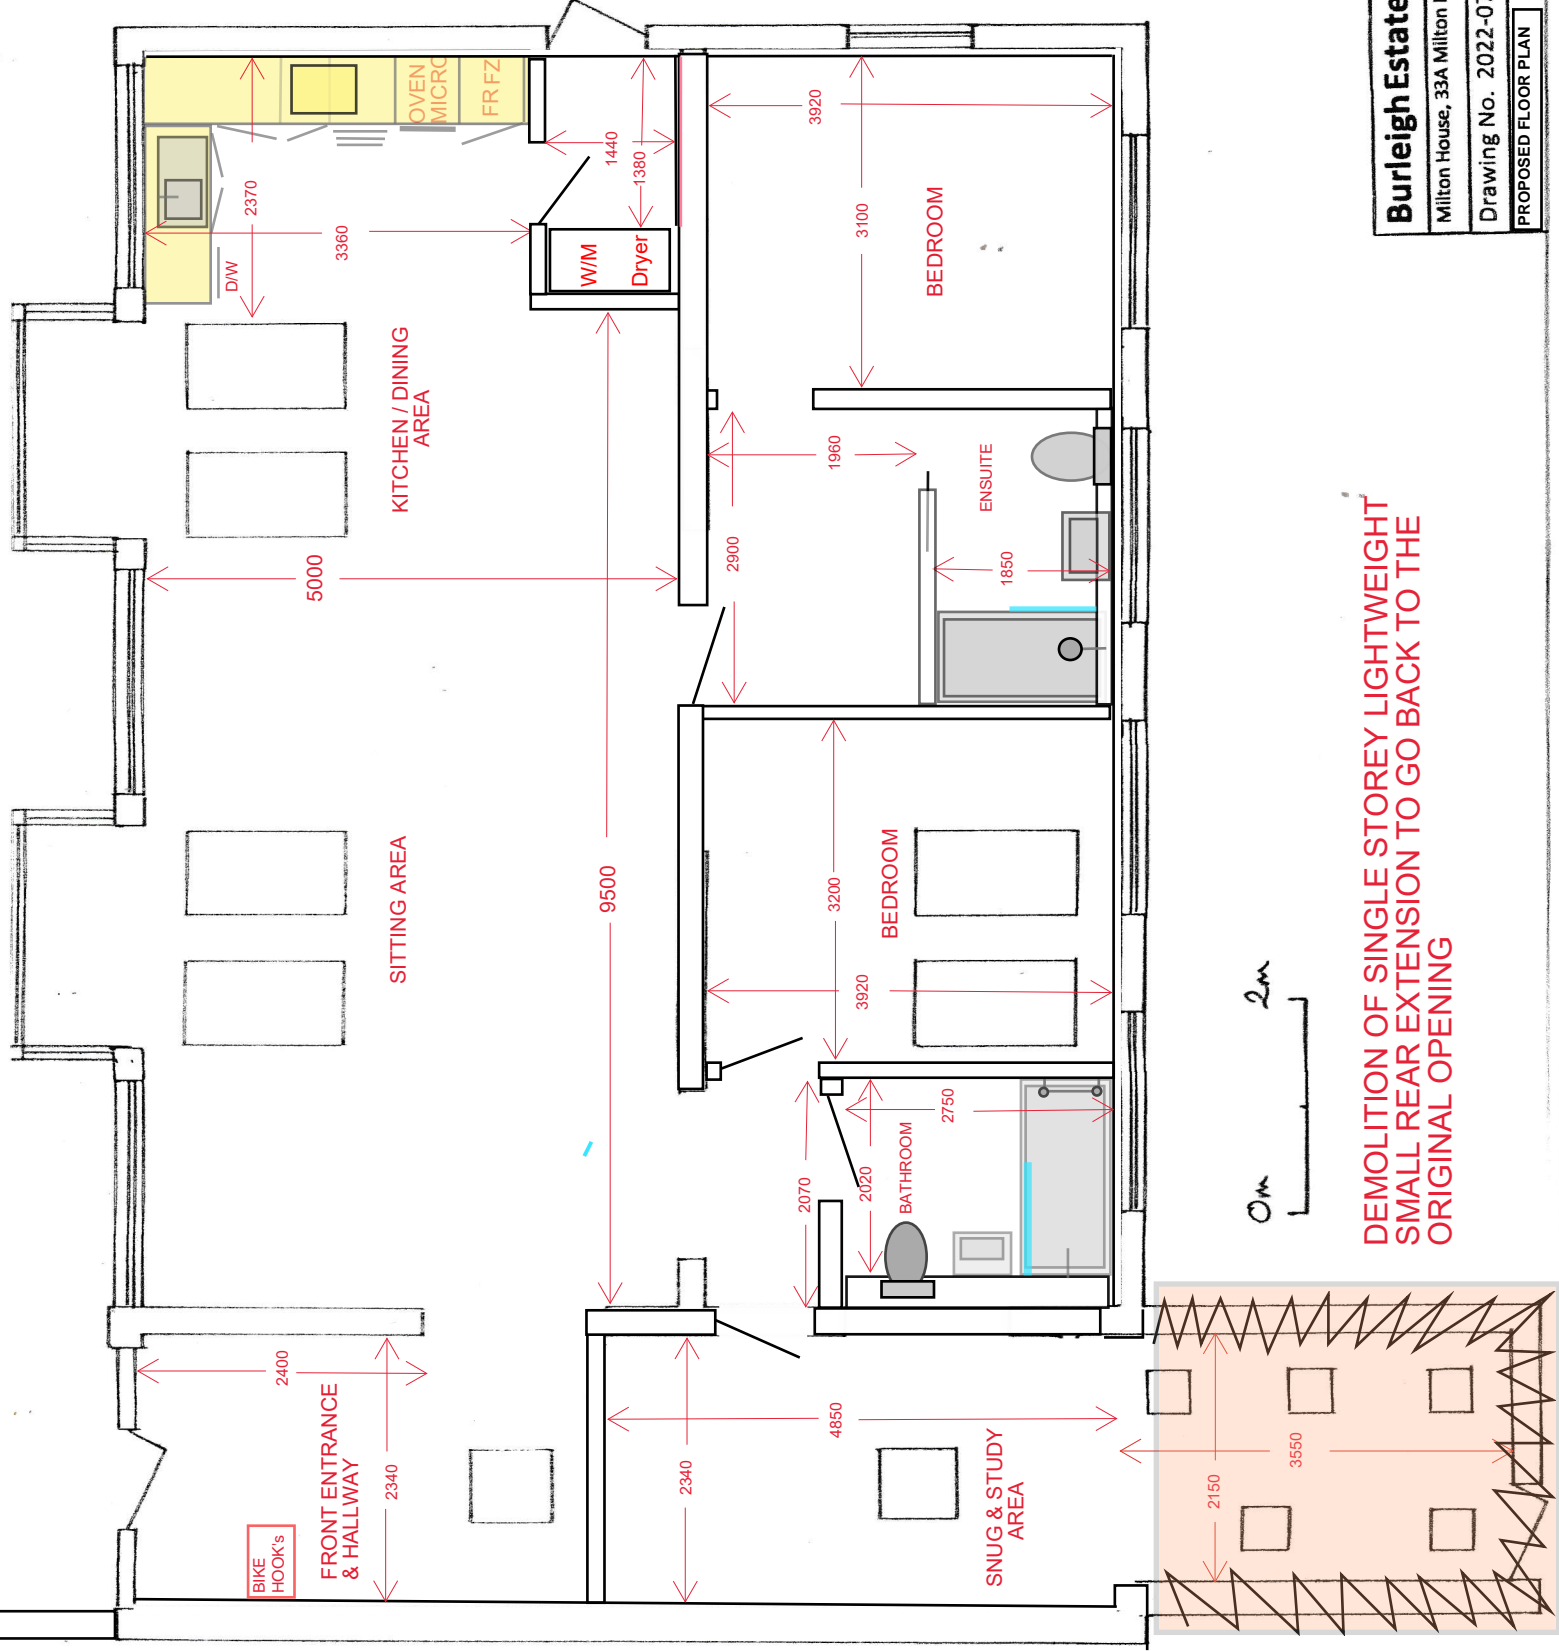 Burleigh Estate
Milton House, 33A Milton
Drawing No. 2022-07
PROPOSED FLOOR PLAN
OVEN
MICRO
FR FZ
2370
3360
D/W
1440
1380
W/M
Dryer
3920
3100
BEDROOM
KITCHEN / DINING
AREA
5000
1960
ENSUITE
2900
1850
SITTING AREA
9500
3200
BEDROOM
3920
2750
2070
2020
BATHROOM
2400
FRONT ENTRANCE
& HALLWAY
2340
BIKE
HOOK's
2340
4850
SNUG & STUDY
AREA
2150
3550
0m
2m
DEMOLITION OF SINGLE STOREY LIGHTWEIGHT
SMALL REAR EXTENSION TO GO BACK TO THE
ORIGINAL OPENING